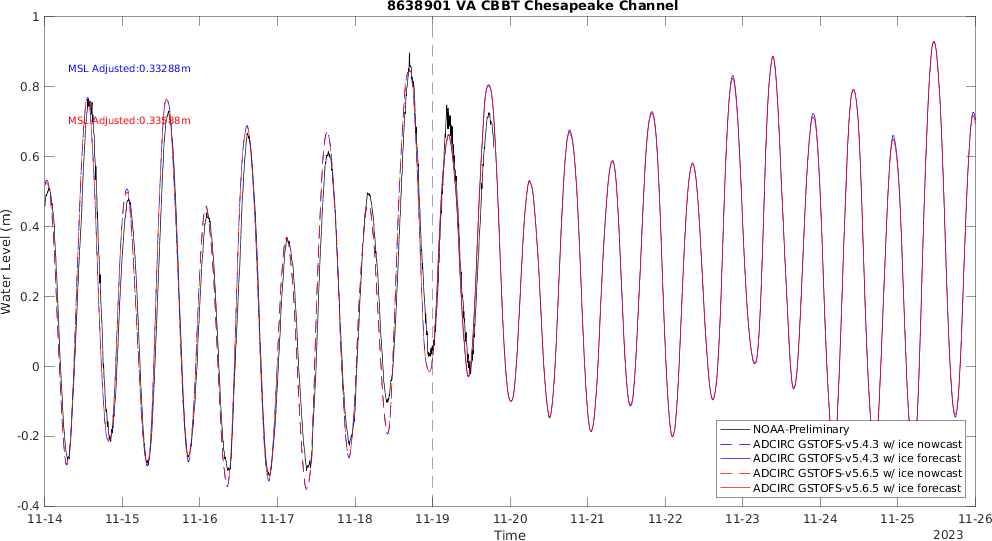 8638901 VA CBBT Chesapeake Channel
1
0.8
0.6
0.4
0.2
0
-0.2
-0.4
Water Level (m)
MSL Adjusted:0.33288m
MSL Adjusted:0.33588m
NOAA-Preliminary
ADCIRC GSTOFS-v5.4.3 w/ ice nowcast
ADCIRC GSTOFS-v5.4.3 w/ ice forecast
ADCIRC GSTOFS-v5.6.5 w/ ice nowcast
ADCIRC GSTOFS-v5.6.5 w/ ice forecast
11-14 11-15 11-16 11-17 11-18 11-19 11-20 11-21 11-22 11-23 11-24 11-25 11-26
Time
2023